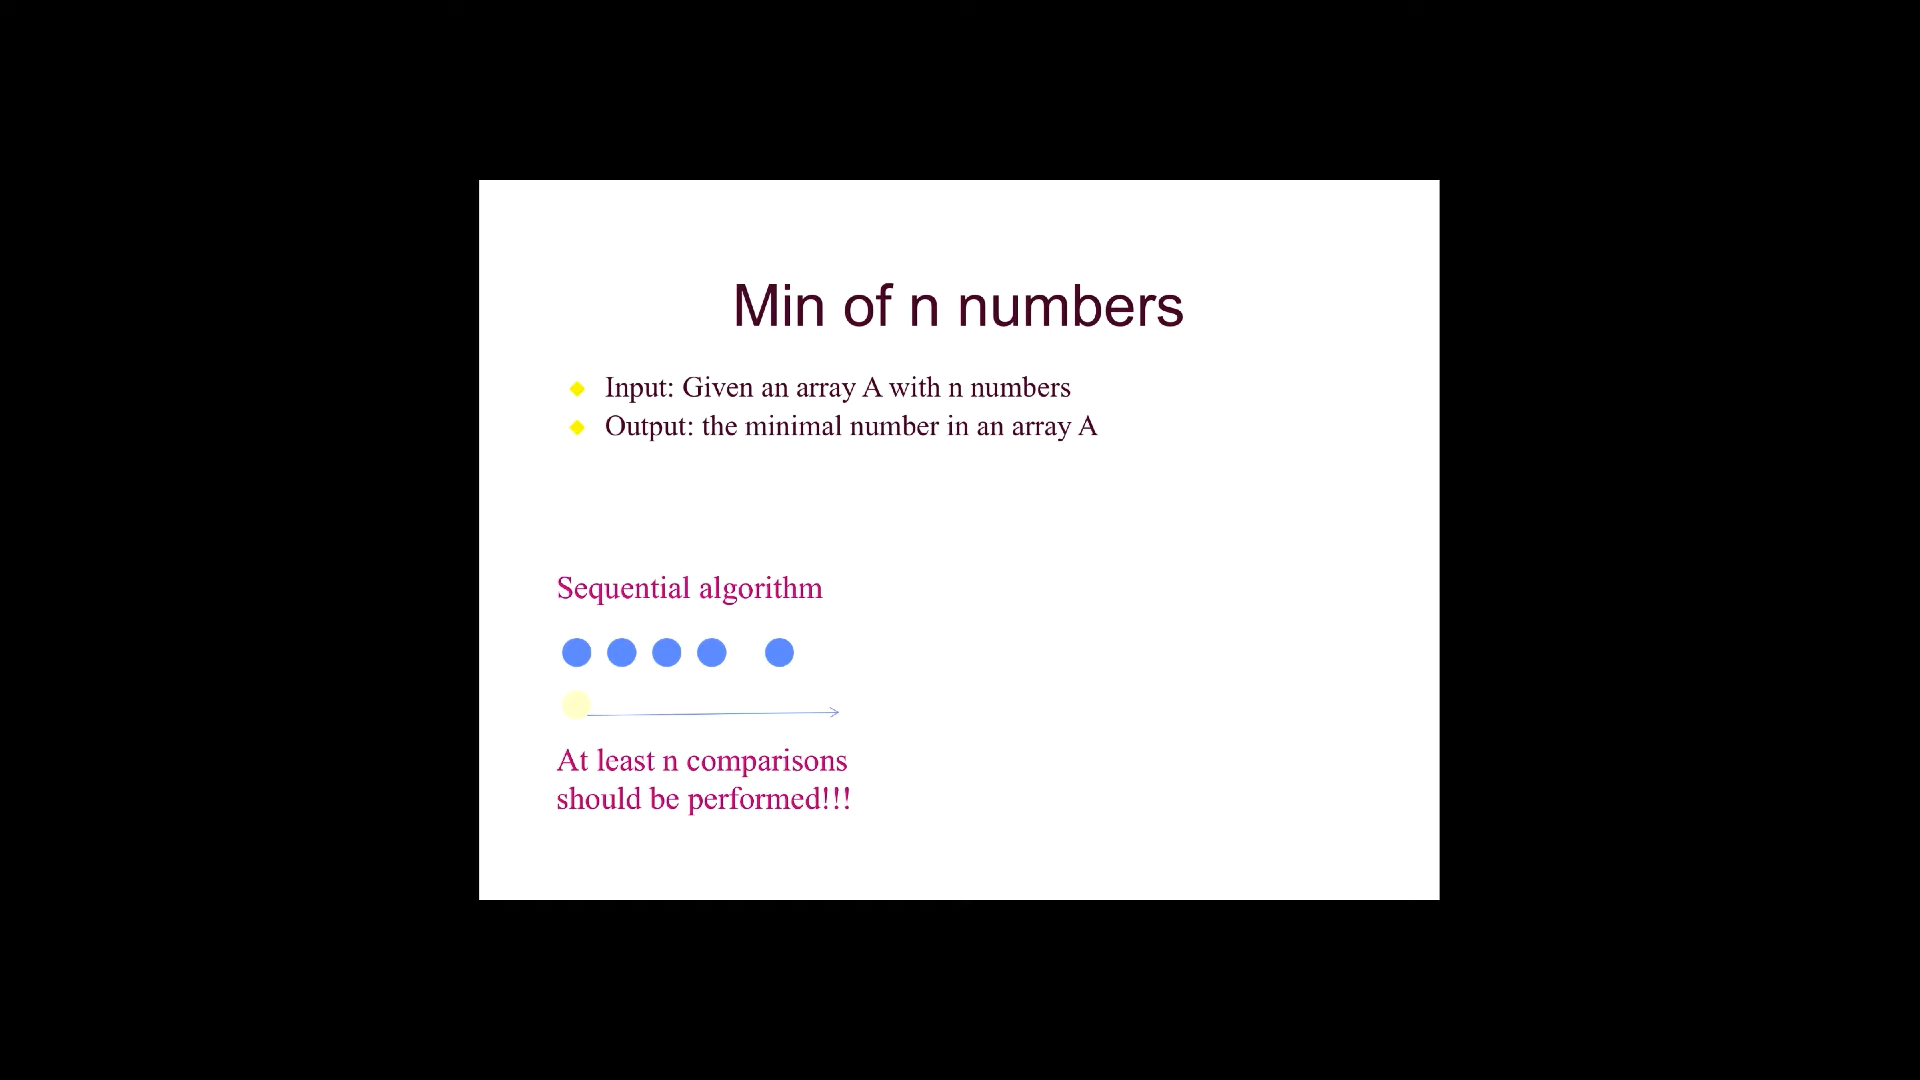 Min of n numbers
Input: Given an array A with n numbers
Output: the minimal number in an array A
Sequential algorithm
At least n comparisons
should be performed!!!